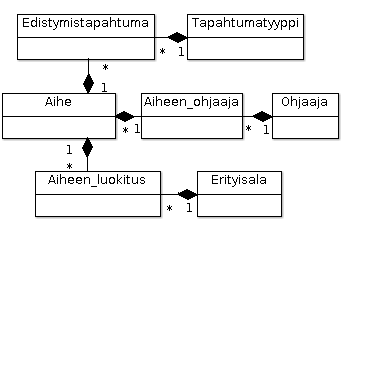 Edistymistapahtuma Tapahtumatyyppi
* 1
*
1
Aihe Aiheen_ohjaaja Ohjaaja
* 1 * 1
1
*
Aiheen_luokitus Erityisala
* 1